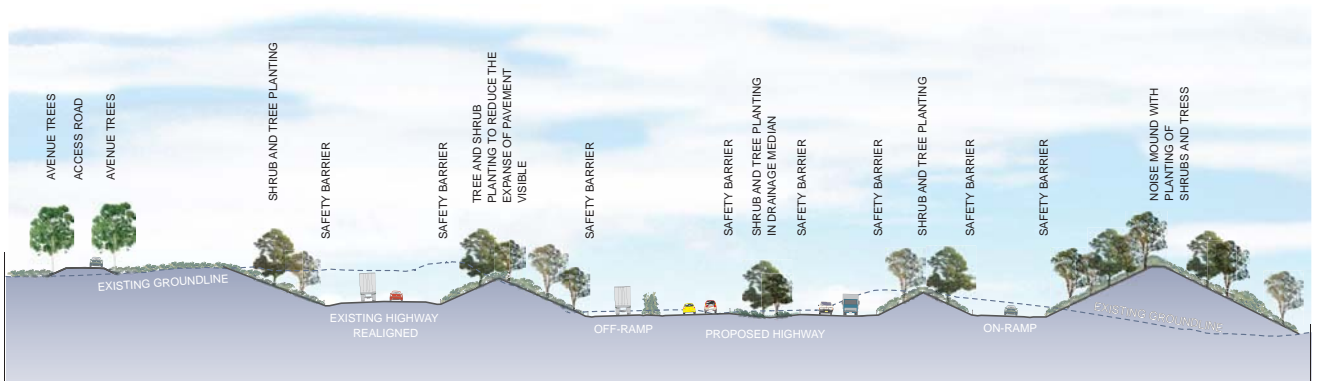 AVENUE TREES
ACCESS ROAD
AVENUE TREES
SHRUB AND TREE PLANTING
SAFETY BARRIER
SAFETY BARRIER
TREE AND SHRUB
PLANTING TO REDUCE THE
EXPANSE OF PAVEMENT
VISIBLE
SAFETY BARRIER
SAFETY BARRIER
SHRUB AND TREE PLANTING
IN DRAINAGE MEDIAN
SAFETY BARRIER
SAFETY BARRIER
SHRUB AND TREE PLANTING
SAFETY BARRIER
SAFETY BARRIER
NOISE MOUND WITH
PLANTING OF
SHRUBS AND TRESS
EXISTING GROUNDLINE
EXISTING HIGHWAY
REALIGNED
OFF-RAMP
PROPOSED HIGHWAY
ON-RAMP
EXISTING GROUNDLINE